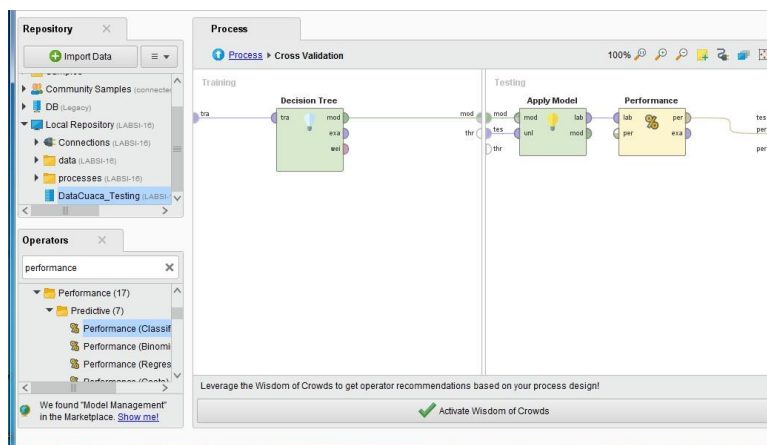 Repository
Import Data
Community Samples (connected
DB (Legacy)
Local Repository (LABSI-16)
Connections (LABSI-16)
data (LABSI-16)
processes (LABSI-16)
DataCuaca_Testing (LABSI-
Operators
performance
Performance (17)
Predictive (7)
Performance (Classif
Performance (Binomi
Performance (Regres
We found "Model Management"
in the Marketplace. Show me!
Process
Process Cross Validation
100%
Training
Decision Tree
tra
tra
mod
exa
wei
mod
thr
Testing
Apply Model
mod
tes
thr
mod
unl
lab
mod
Performance
lab
per
per
exa
tes
per
per
Leverage the Wisdom of Crowds to get operator recommendations based on your process design!
Activate Wisdom of Crowds